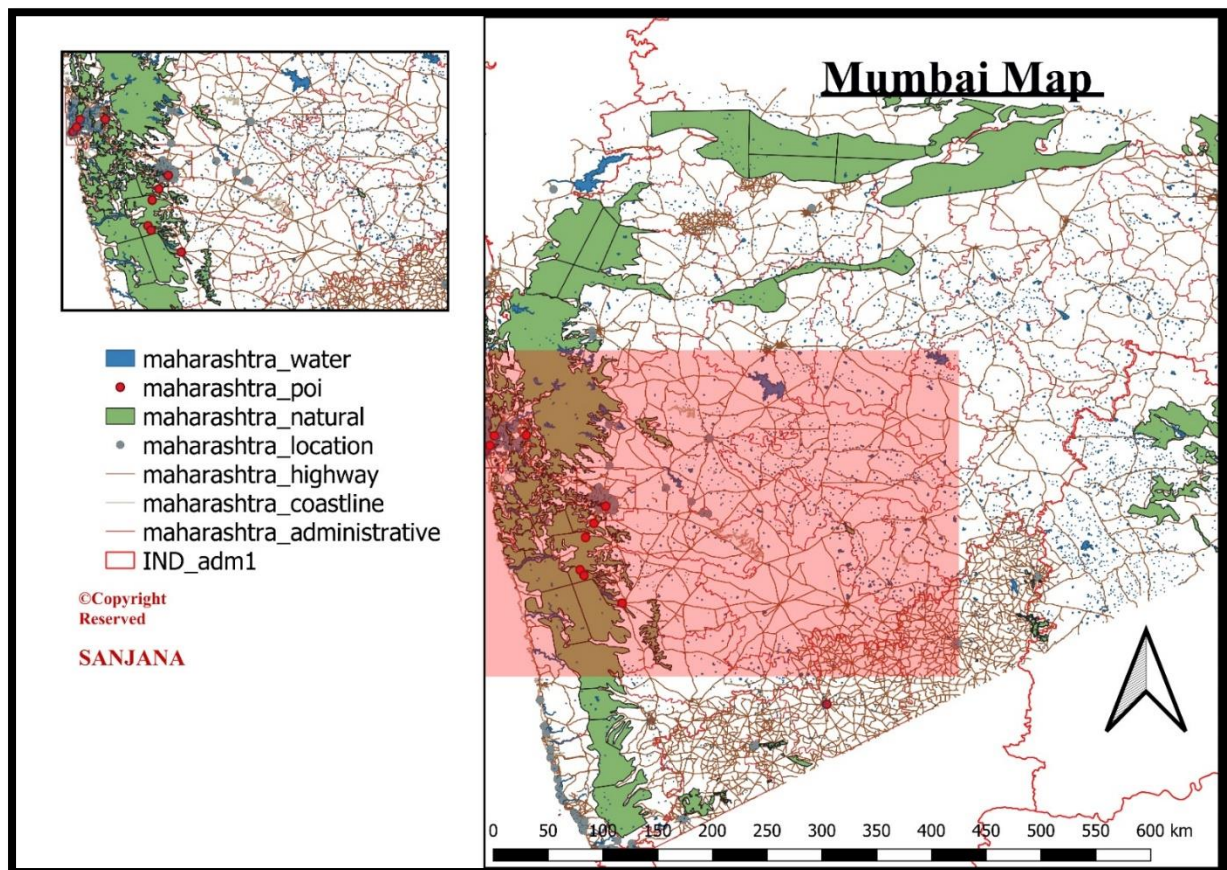 Mumbai Map
maharashtra_water
maharashtra_poi
maharashtra_natural
maharashtra_location
maharashtra_highway
maharashtra_coastline
maharashtra_administrative
IND_adm1
©Copyright
Reserved
SANJANA
0 50 100 150 200 250 300 350 400 450 500 550 600 km